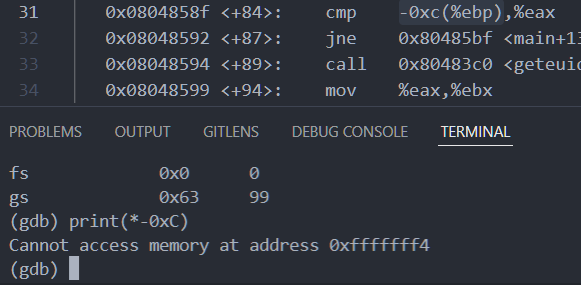 31 0x0804858f <+84>: cmp -0xc(%ebp),%eax
32 0x08048592 <+87>: jne 0x80485bf <main+13
33 0x08048594 <+89>: call 0x80483c0 <geteuid
34 0x08048599 <+94>: mov %eax,%ebx
PROBLEMS OUTPUT GITLENS DEBUG CONSOLE TERMINAL
fs 0x0 0
gs 0x63 99
(gdb) print(*-0xC)
Cannot access memory at address 0xfffffff4
(gdb)